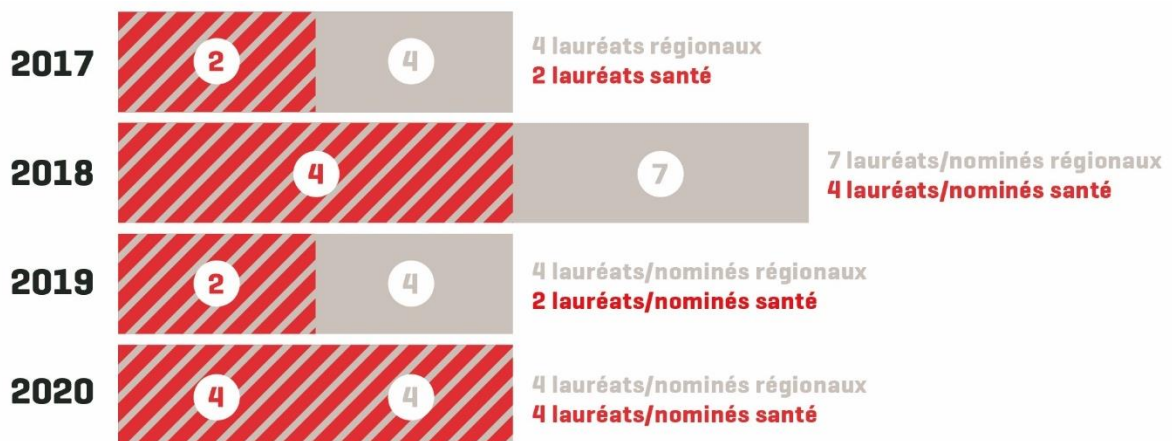 2017
2
4
4 lauréats régionaux
2 lauréats santé
2018
4
7
7 lauréats/nominés régionaux
4 lauréats/nominés santé
2019
2
4
4 lauréats/nominés régionaux
2 lauréats/nominés santé
2020
4
4
4 lauréats/nominés régionaux
4 lauréats/nominés santé